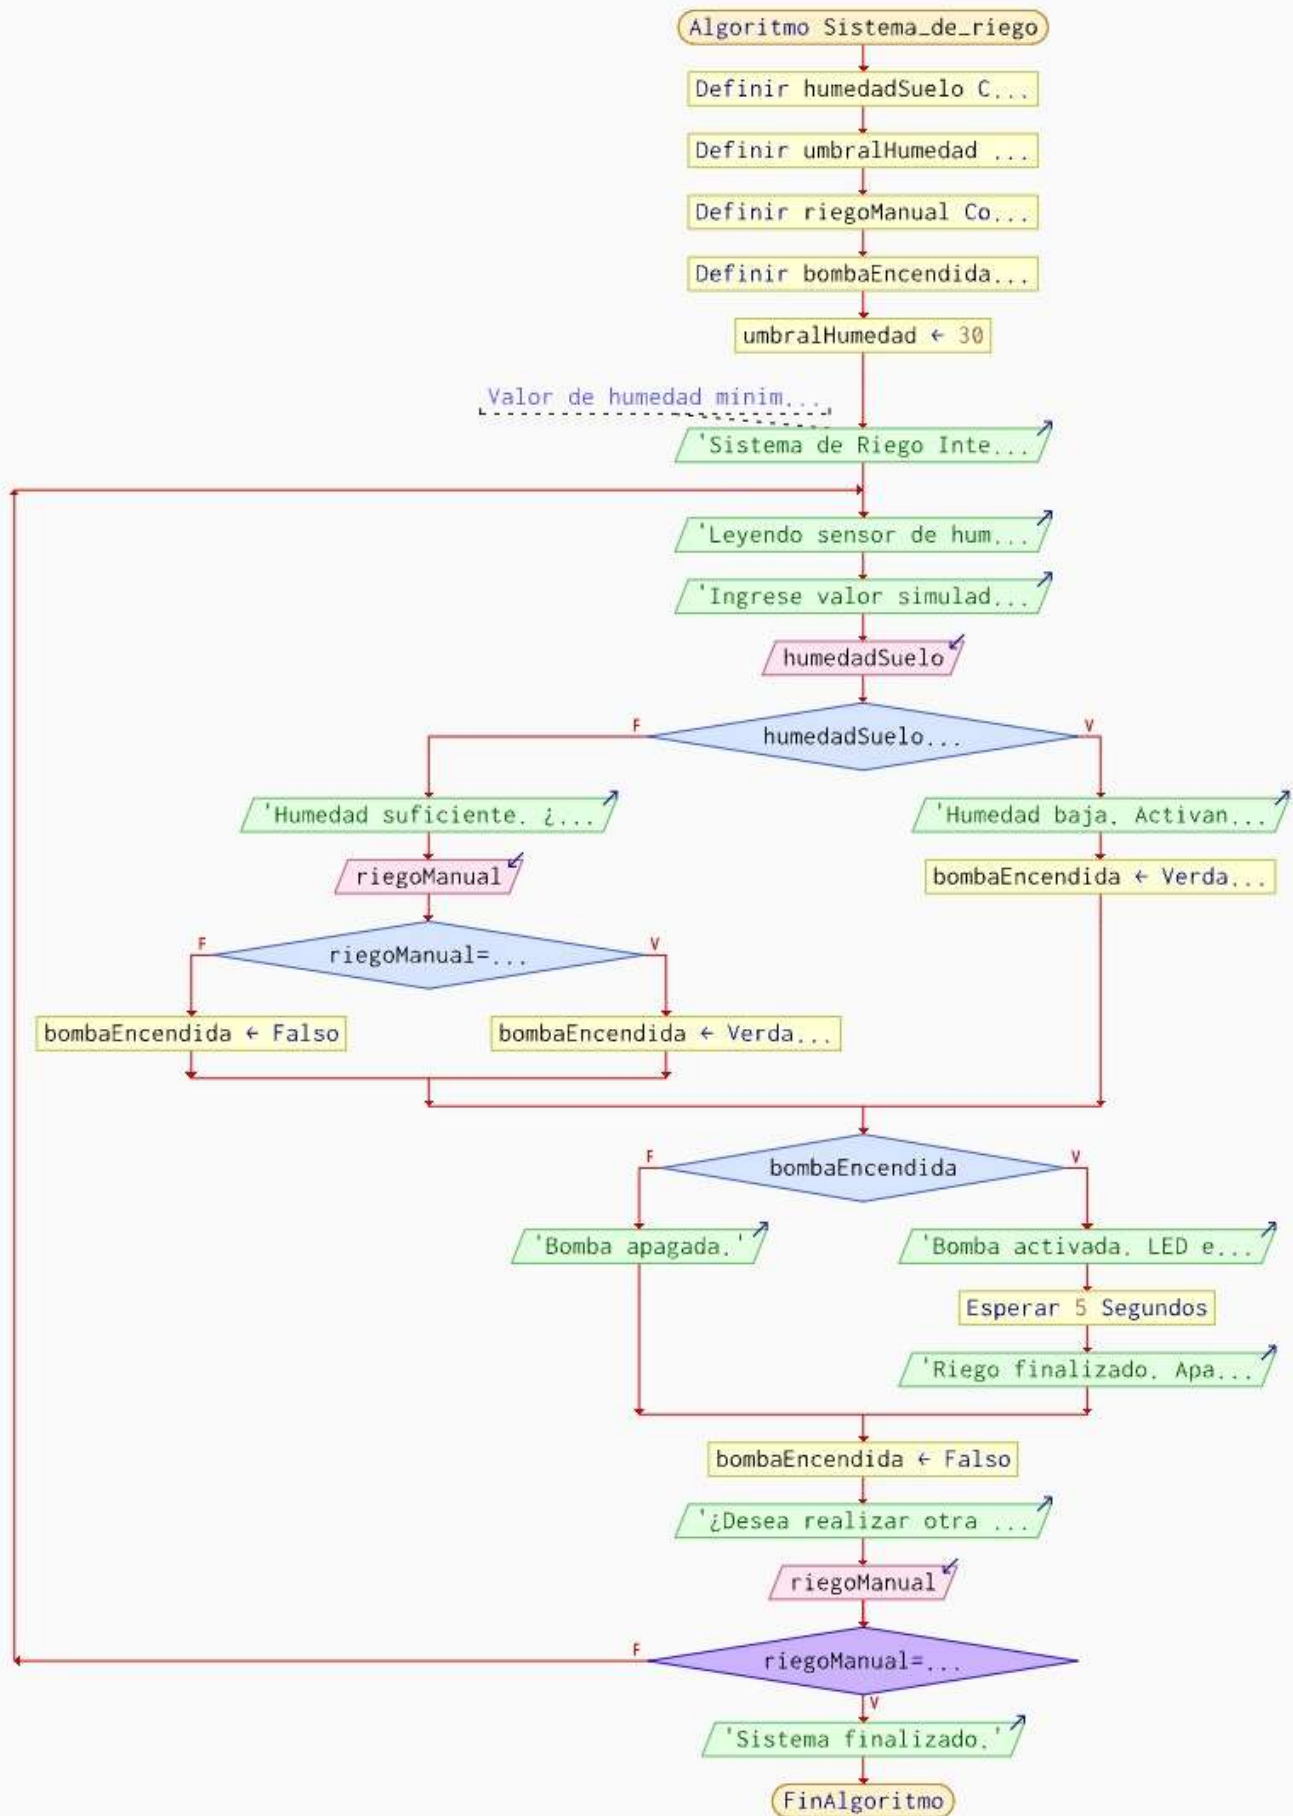 Algoritmo Sistema_de_riego
Definir humedadSuelo C...
Definir umbralHumedad ...
Definir riegoManual Co...
Definir bombaEncendida...
umbralHumedad ← 30
Valor de humedad minim...
'Sistema de Riego Inte...
'Leyendo sensor de hum...
'Ingrese valor simulad...
humedadSuelo
humedadSuelo...
F
V
'Humedad suficiente. ¿...
riegoManual
riegoManual=...
F
V
bombaEncendida ← Falso
bombaEncendida ← Verda...
'Humedad baja. Activan...
bombaEncendida ← Verda...
bombaEncendida
F
V
'Bomba apagada.'
'Bomba activada. LED e...
Esperar 5 Segundos
'Riego finalizado. Apa...
bombaEncendida ← Falso
'¿Desea realizar otra ...
riegoManual
riegoManual=...
F
V
'Sistema finalizado.'
FinAlgoritmo